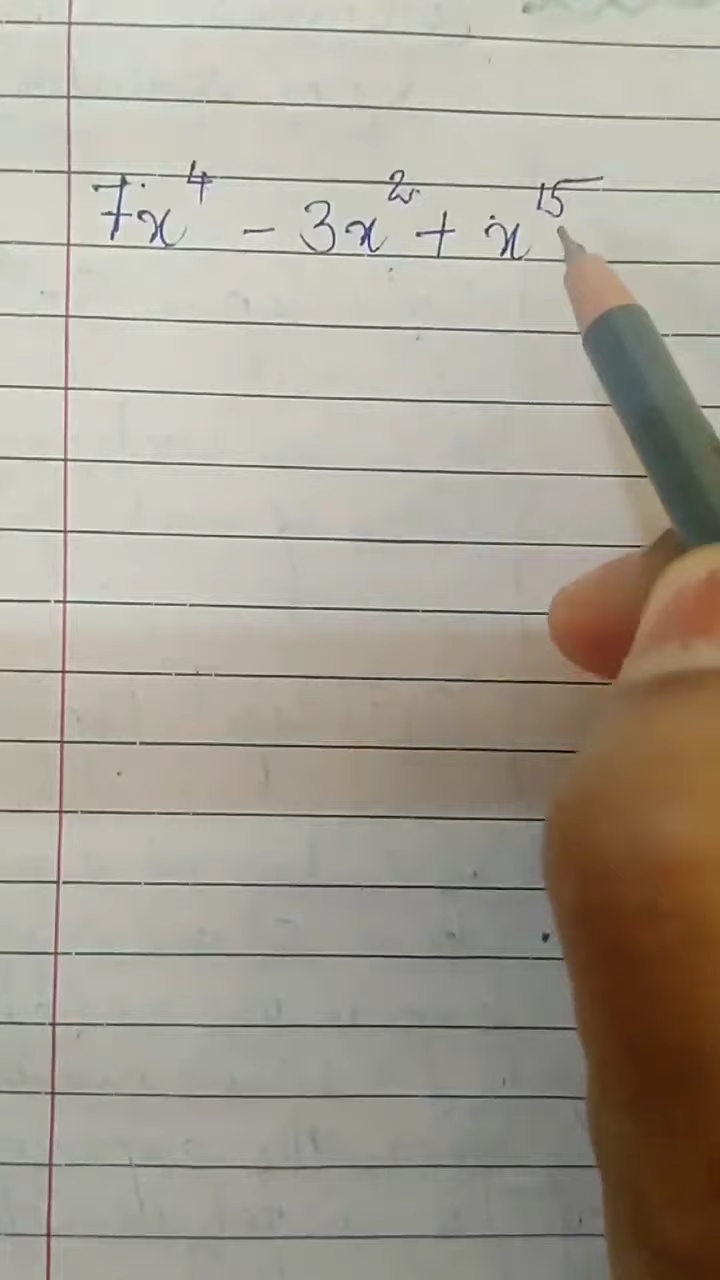 7x⁴ - 3x² + x¹⁵